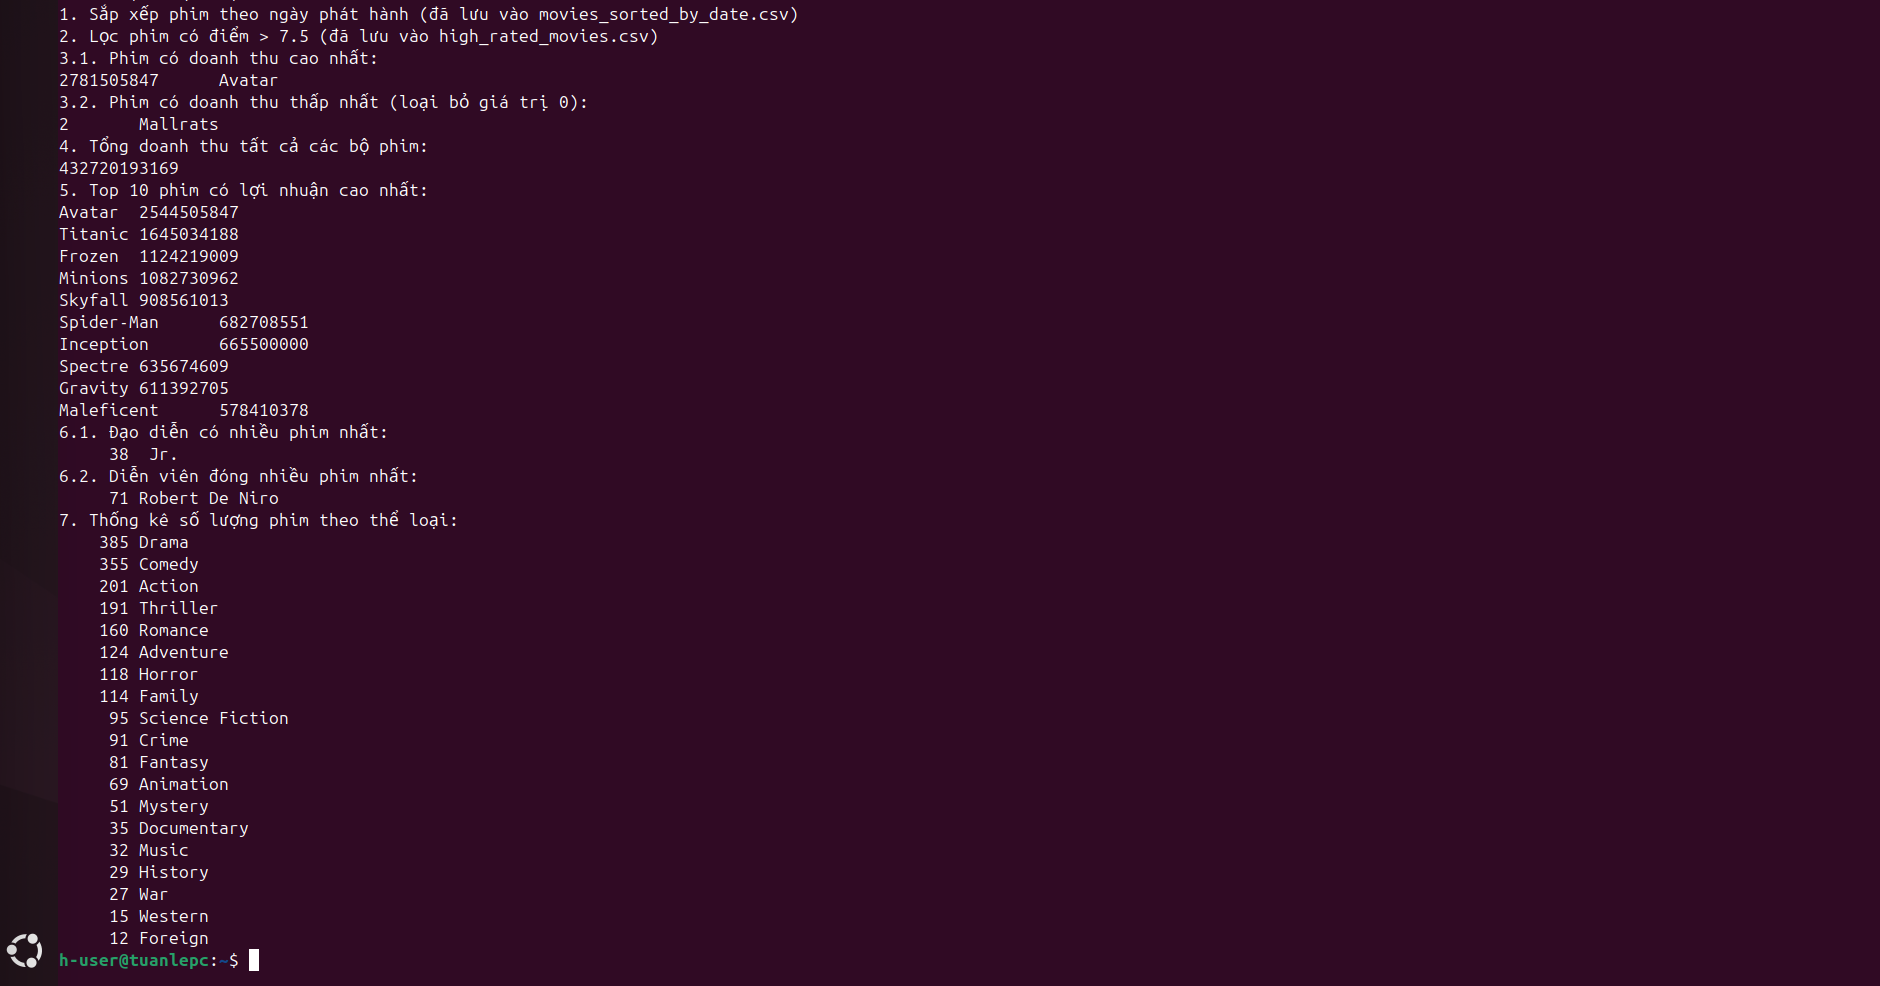 1. Sắp xếp phim theo ngày phát hành (đã lưu vào movies_sorted_by_date.csv)
2. Lọc phim có điểm > 7.5 (đã lưu vào high_rated_movies.csv)
3.1. Phim có doanh thu cao nhất:
2781505847      Avatar
3.2. Phim có doanh thu thấp nhất (loại bỏ giá trị 0):
2       Mallrats
4. Tổng doanh thu tất cả các bộ phim:
432720193169
5. Top 10 phim có lợi nhuận cao nhất:
Avatar  2544505847
Titanic 1645034188
Frozen  1124219009
Minions 1082730962
Skyfall 908561013
Spider-Man      682708551
Inception       665500000
Spectre 635674609
Gravity 611392705
Maleficent      578410378
6.1. Đạo diễn có nhiều phim nhất:
     38  Jr.
6.2. Diễn viên đóng nhiều phim nhất:
     71 Robert De Niro
7. Thống kê số lượng phim theo thể loại:
    385 Drama
    355 Comedy
    201 Action
    191 Thriller
    160 Romance
    124 Adventure
    118 Horror
    114 Family
     95 Science Fiction
     91 Crime
     81 Fantasy
     69 Animation
     51 Mystery
     35 Documentary
     32 Music
     29 History
     27 War
     15 Western
     12 Foreign
h-user@tuanlepc:~$